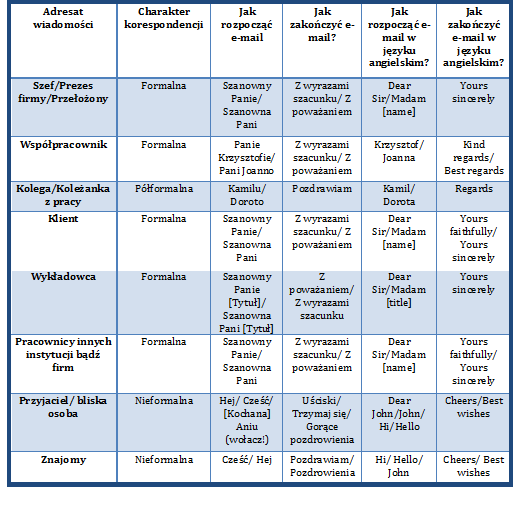 Adresat wiadomości
Charakter korespondencji
Jak rozpocząć e-mail
Jak zakończyć e-mail?
Jak rozpocząć e-mail w języku angielskim?
Jak zakończyć e-mail w języku angielskim?
Szef/Prezes firmy/Przełożony
Formalna
Szanowny Panie/ Szanowna Pani
Z wyrazami szacunku/ Z poważaniem
Dear Sir/Madam [name]
Yours sincerely
Współpracownik
Formalna
Panie Krzysztofie/ Pani Joanno
Z wyrazami szacunku/ Z poważaniem
Krzysztof/ Joanna
Kind regards/ Best regards
Kolega/Koleżanka z pracy
Półformalna
Kamilu/ Doroto
Pozdrawiam
Kamil/ Dorota
Regards
Klient
Formalna
Szanowny Panie/ Szanowna Pani
Z wyrazami szacunku/ Z poważaniem
Dear Sir/Madam [name]
Yours faithfully/ Yours sincerely
Wykładowca
Formalna
Szanowny Panie [Tytuł]/ Szanowna Pani [Tytuł]
Z poważaniem/ Z wyrazami szacunku
Dear Sir/Madam [title]
Yours sincerely
Pracownicy innych instytucji bądź firm
Formalna
Szanowny Panie/ Szanowna Pani
Z wyrazami szacunku/ Z poważaniem
Dear Sir/Madam [name]
Yours faithfully/ Yours sincerely
Przyjaciel/ bliska osoba
Nieformalna
Hej/ Cześć/ [Kochana] Aniu (wołacz!)
Uściski/ Trzymaj się/ Gorące pozdrowienia
Dear John/John/ Hi/Hello
Cheers/Best wishes
Znajomy
Nieformalna
Cześć/ Hej
Pozdrawiam/ Pozdrowienia
Hi/ Hello/ John
Cheers/ Best wishes